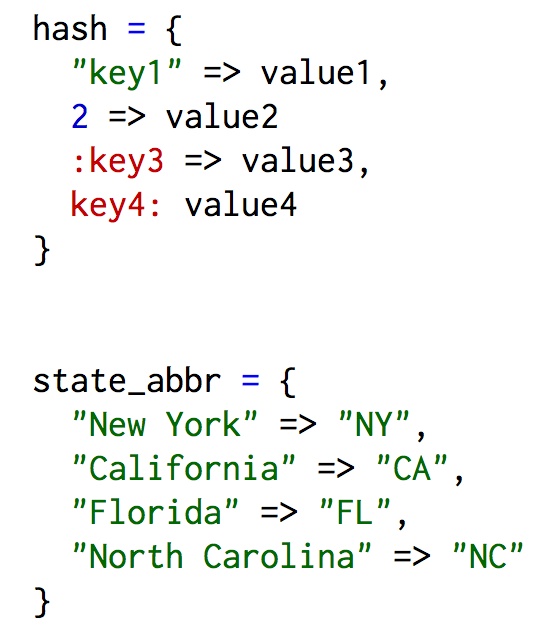 hash = {
"key1" => value1,
2 => value2
:key3 => value3,
key4: value4
}
state_abbr = {
"New York" => "NY",
"California" => "CA",
"Florida" => "FL",
"North Carolina" => "NC"
}